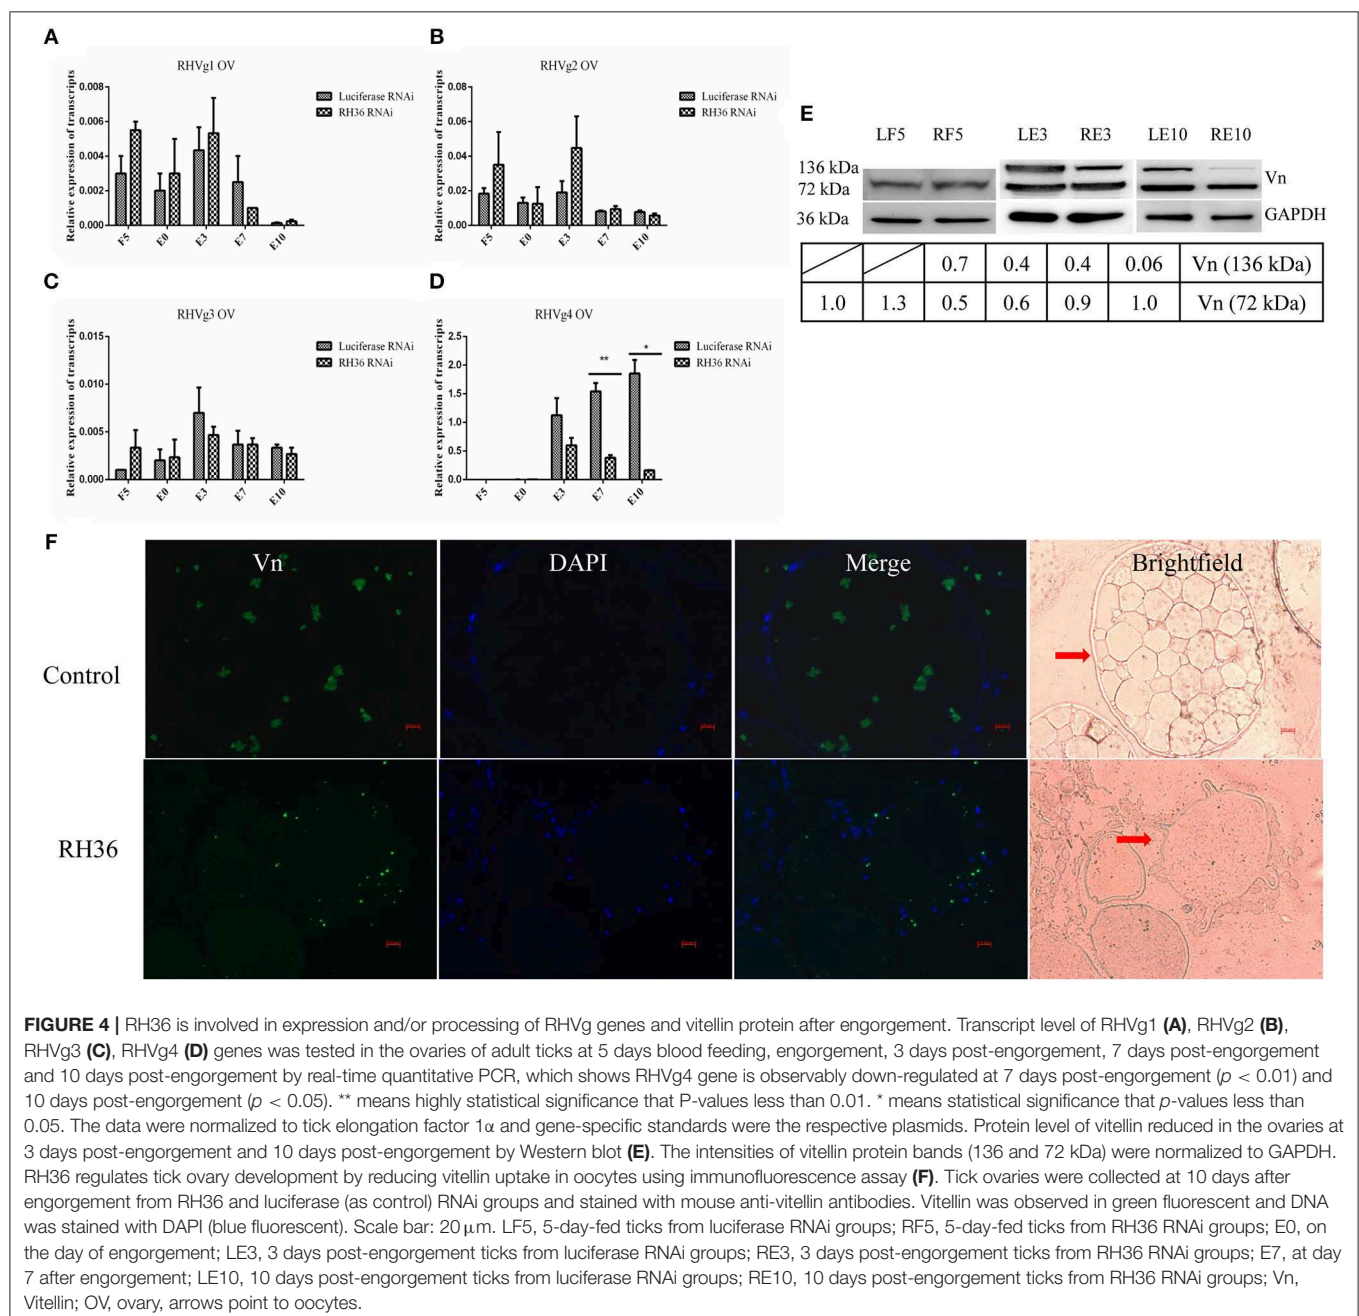 A
RHVg1 OV
Relative expression of transcripts
0.008
0.006
0.004
0.002
0.000
F5 E0 E3 E7 E10
Luciferase RNAi
RH36 RNAi
B
RHVg2 OV
Relative expression of transcripts
0.08
0.06
0.04
0.02
0.00
F5 E0 E3 E7 E10
Luciferase RNAi
RH36 RNAi
C
RHVg3 OV
Relative expression of transcripts
0.015
0.010
0.005
0.000
F5 E0 E3 E7 E10
Luciferase RNAi
RH36 RNAi
D
RHVg4 OV
Relative expression of transcripts
2.5
2.0
1.5
1.0
0.5
0.0
** *
F5 E0 E3 E7 E10
Luciferase RNAi
RH36 RNAi
E
LF5 RF5 LE3 RE3 LE10 RE10
136 kDa
72 kDa
Vn
36 kDa
GAPDH
0.7 0.4 0.4 0.06 Vn (136 kDa)
1.0 1.3 0.5 0.6 0.9 1.0 Vn (72 kDa)
F
Vn DAPI Merge Brightfield
Control
RH36
FIGURE 4 | RH36 is involved in expression and/or processing of RHVg genes and vitellin protein after engorgement. Transcript level of RHVg1 (A), RHVg2 (B),
RHVg3 (C), RHVg4 (D) genes was tested in the ovaries of adult ticks at 5 days blood feeding, engorgement, 3 days post-engorgement, 7 days post-engorgement
and 10 days post-engorgement by real-time quantitative PCR, which shows RHVg4 gene is observably down-regulated at 7 days post-engorgement (p < 0.01) and
10 days post-engorgement (p < 0.05). ** means highly statistical significance that P-values less than 0.01. * means statistical significance that p-values less than
0.05. The data were normalized to tick elongation factor 1α and gene-specific standards were the respective plasmids. Protein level of vitellin reduced in the ovaries at
3 days post-engorgement and 10 days post-engorgement by Western blot (E). The intensities of vitellin protein bands (136 and 72 kDa) were normalized to GAPDH.
RH36 regulates tick ovary development by reducing vitellin uptake in oocytes using immunofluorescence assay (F). Tick ovaries were collected at 10 days after
engorgement from RH36 and luciferase (as control) RNAi groups and stained with mouse anti-vitellin antibodies. Vitellin was observed in green fluorescent and DNA
was stained with DAPI (blue fluorescent). Scale bar: 20 μm. LF5, 5-day-fed ticks from luciferase RNAi groups; RF5, 5-day-fed ticks from RH36 RNAi groups; E0, on
the day of engorgement; LE3, 3 days post-engorgement ticks from luciferase RNAi groups; RE3, 3 days post-engorgement ticks from RH36 RNAi groups; E7, at day
7 after engorgement; LE10, 10 days post-engorgement ticks from luciferase RNAi groups; RE10, 10 days post-engorgement ticks from RH36 RNAi groups; Vn,
Vitellin; OV, ovary, arrows point to oocytes.